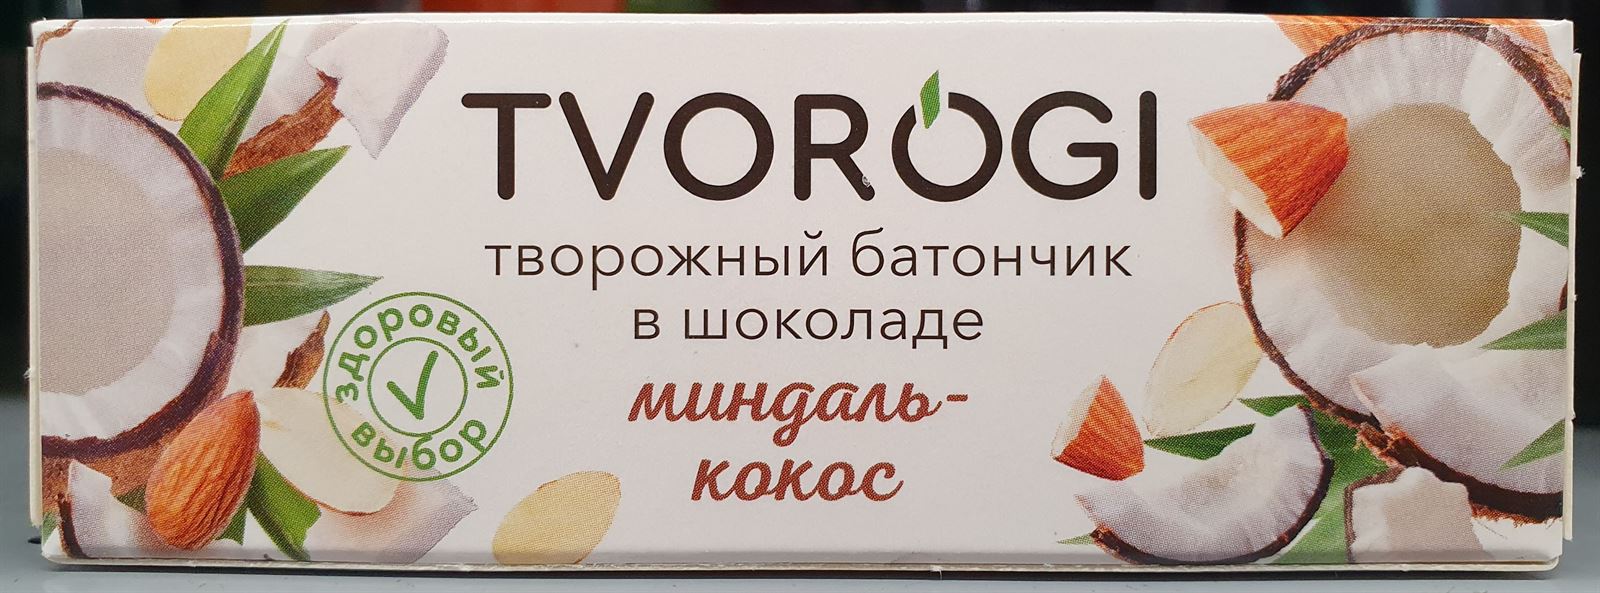 TVOROGI
творожный батончик
в шоколаде
миндаль-
кокос
здоровый
выбор